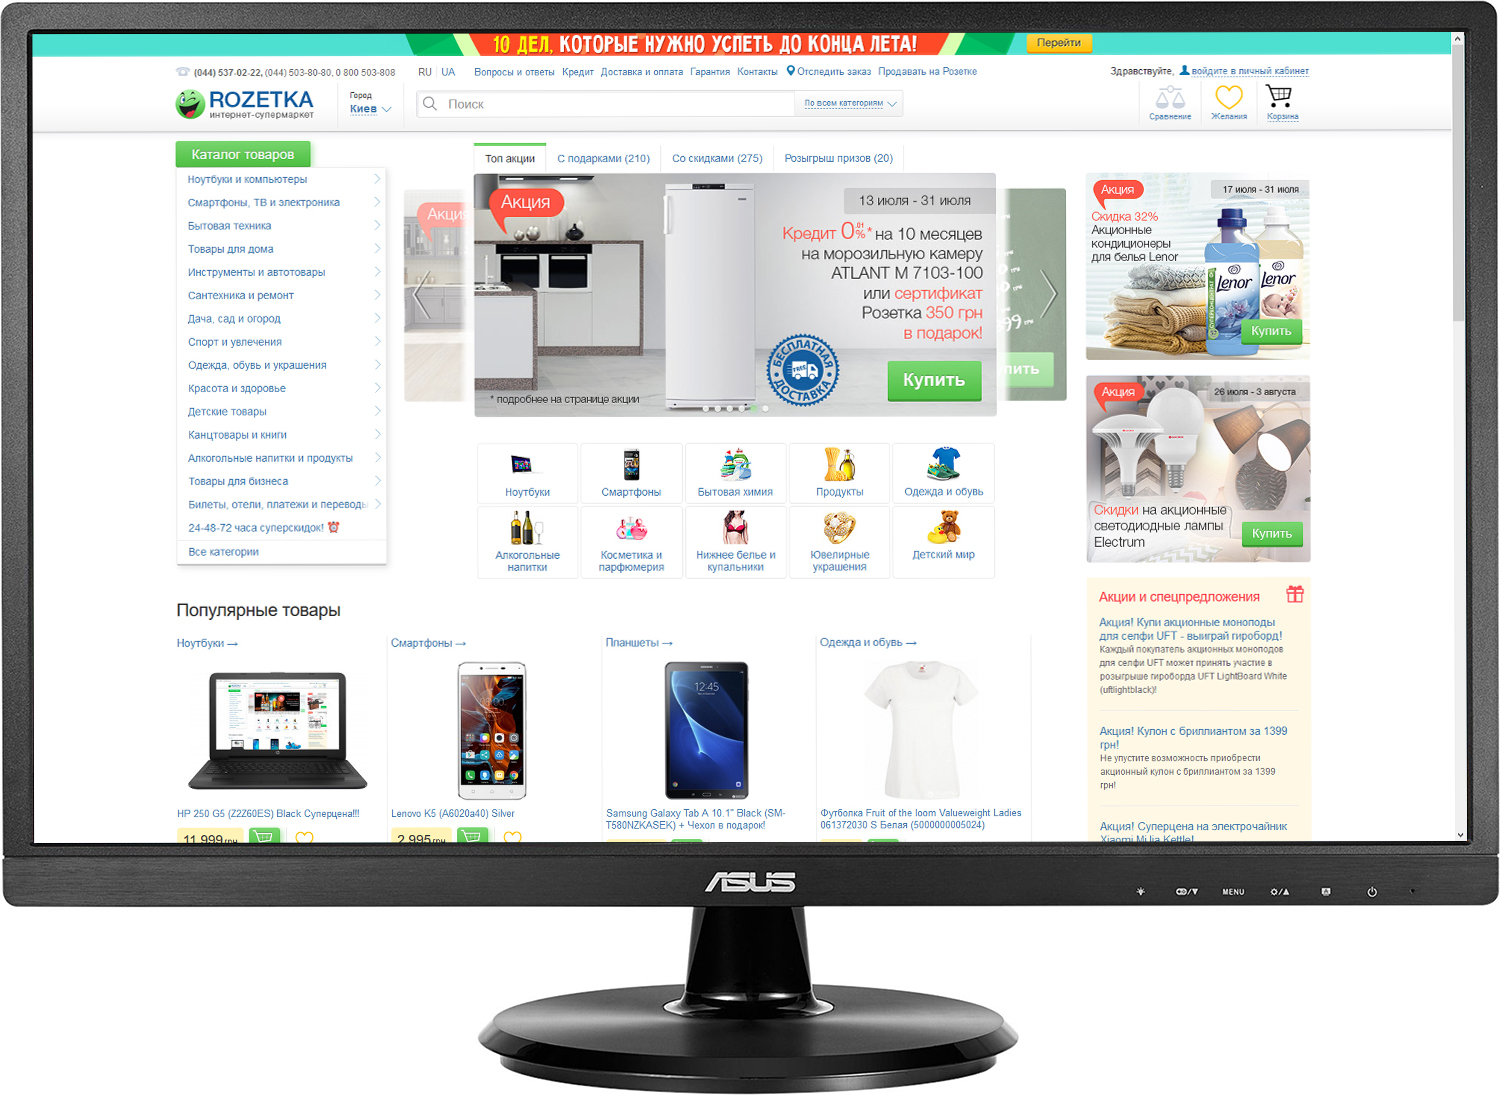 10 ДЕЛ, КОТОРЫЕ НУЖНО УСПЕТЬ ДО КОНЦА ЛЕТА!
Перейти
(044) 537-02-22, (044) 503-80-80, 0 800 503-808
RU UA
Вопросы и ответы Кредит Доставка и оплата Гарантия Контакты Отследить заказ Продавать на Розетке
Здравствуйте, войдите в личный кабинет
ROZETKA
интернет-супермаркет
Город
Киев
Поиск
По всем категориям
Сравнение
Желания
Корзина
Каталог товаров
Ноутбуки и компьютеры
Смартфоны, ТВ и электроника
Бытовая техника
Товары для дома
Инструменты и автотовары
Сантехника и ремонт
Дача, сад и огород
Спорт и увлечения
Одежда, обувь и украшения
Красота и здоровье
Детские товары
Канцтовары и книги
Алкогольные напитки и продукты
Товары для бизнеса
Билеты, отели, платежи и переводы
24-48-72 часа суперскидок!
Все категории
Топ акции
С подарками (210)
Со скидками (275)
Розыгрыш призов (20)
Акция
Акция
13 июля - 31 июля
Кредит 0,01%* на 10 месяцев
на морозильную камеру
ATLANT M 7103-100
или сертификат
Розетка 350 грн
в подарок!
БЕСПЛАТНАЯ
FREE
ДОСТАВКА
Купить
* подробнее на странице акции
99 грн
пить
Ноутбуки
Смартфоны
Бытовая химия
Продукты
Одежда и обувь
Алкогольные
напитки
Косметика и
парфюмерия
Нижнее белье и
купальники
Ювелирные
украшения
Детский мир
Акция
17 июля - 31 июля
Скидка 32%
Акционные
кондиционеры
для белья Lenor
Lenor
Lenor
СУПЕРКОНЦЕНТРАТ
Купить
Акция
26 июля - 3 августа
Скидки на акционные
светодиодные лампы
Electrum
Купить
Акции и спецпредложения
Акция! Купи акционные моноподы
для селфи UFT - выиграй гироборд!
Каждый покупатель акционных моноподов
для селфи UFT может принять участие в
розыгрыше гироборда UFT LightBoard White
(uftlightblack)!
Акция! Кулон с бриллиантом за 1399
грн!
Не упустите возможность приобрести
акционный кулон с бриллиантом за 1399
грн!
Акция! Суперцена на электрочайник
Xiaomi MiJia Kettle!
Популярные товары
Ноутбуки →
Смартфоны →
Планшеты →
Одежда и обувь →
12:45
HP 250 G5 (Z2Z60ES) Black Суперцена!!!
11 999 грн
Lenovo K5 (A6020a40) Silver
2 995 грн
Samsung Galaxy Tab A 10.1" Black (SM-
T580NZKASEK) + Чехол в подарок!
Футболка Fruit of the loom Valueweight Ladies
061372030 S Белая (5000000005024)
ASUS
MENU